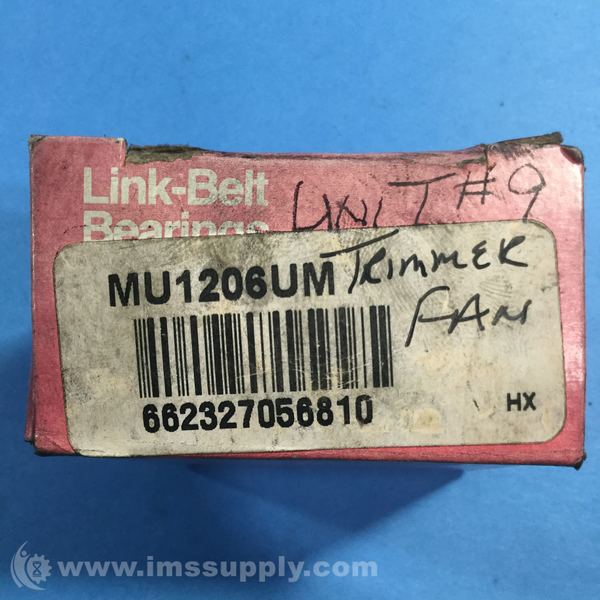 Link-Belt
Bearings
UNIT #9
MU1206UM
TRIMMER
FAN
662327056810
HX
www.imssupply.com